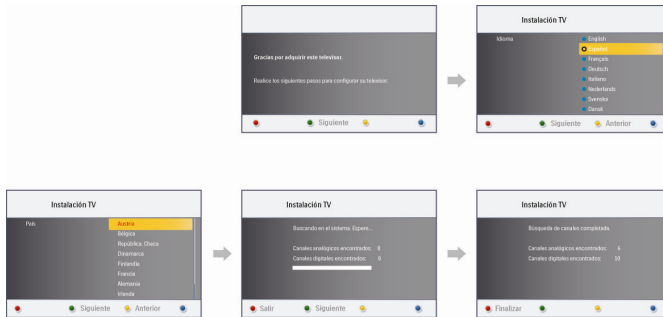 Gracias por adquirir este televisor.
Realice los siguientes pasos para configurar su televisor:
Siguiente
Instalación TV
Idioma
English
Español
Français
Deutsch
Italiano
Nederlands
Svenska
Dansk
Siguiente Anterior
Instalación TV
País
Austria
Bélgica
República. Checa
Dinamarca
Finlandia
Francia
Alemania
Irlanda
Siguiente Anterior
Instalación TV
Buscando en el sistema. Espere...
Canales analógicos encontrados: 0
Canales digitales encontrados: 0
Salir Siguiente
Instalación TV
Búsqueda de canales completada.
Canales analógicos encontrados: 6
Canales digitales encontrados: 10
Finalizar